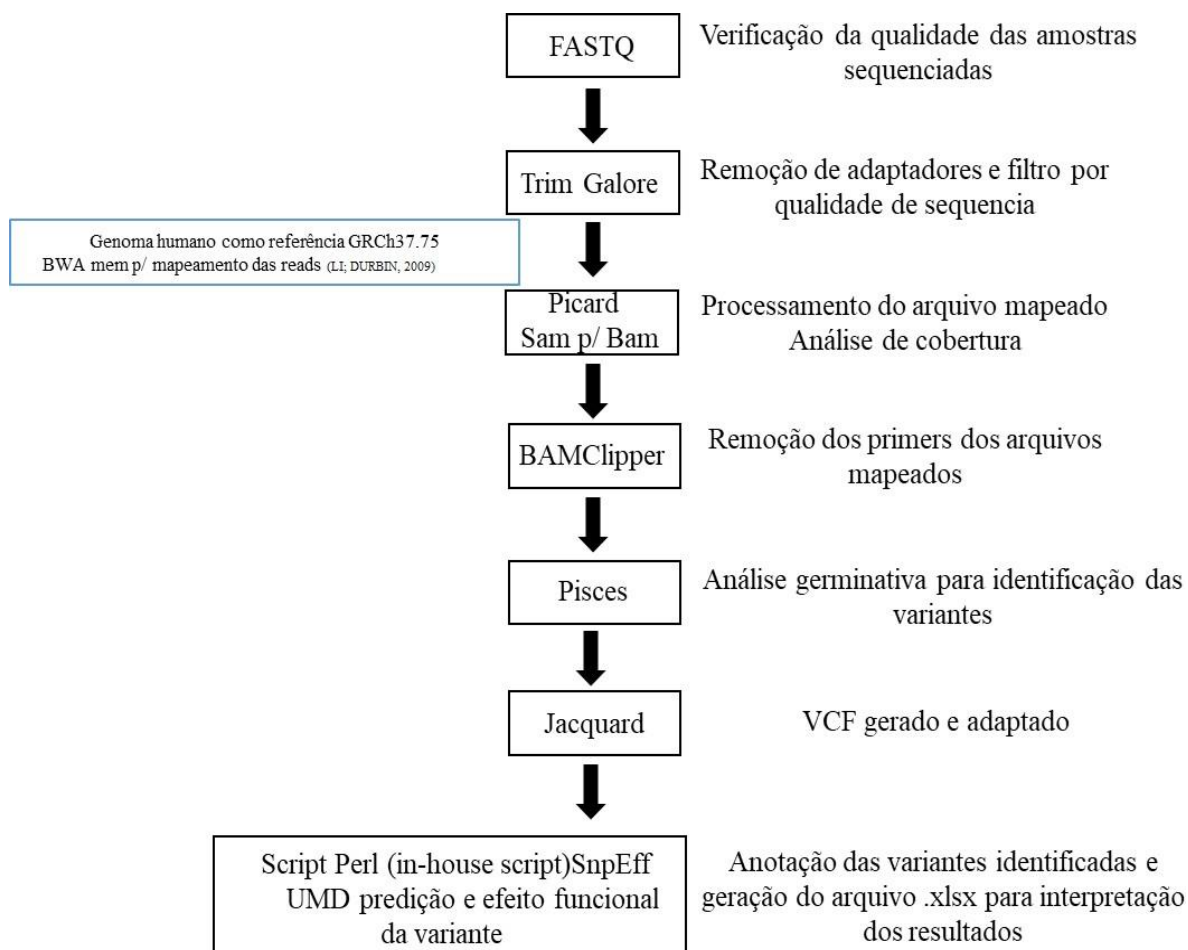 FASTQ
Verificação da qualidade das amostras
sequenciadas
Trim Galore
Remoção de adaptadores e filtro por
qualidade de sequencia
Genoma humano como referência GRCh37.75
BWA mem p/ mapeamento das reads (LI; DURBIN, 2009)
Picard
Sam p/ Bam
Processamento do arquivo mapeado
Análise de cobertura
BAMClipper
Remoção dos primers dos arquivos
mapeados
Pisces
Análise germinativa para identificação das
variantes
Jacquard
VCF gerado e adaptado
Script Perl (in-house script)SnpEff
UMD predição e efeito funcional
da variante
Anotação das variantes identificadas e
geração do arquivo .xlsx para interpretação
dos resultados